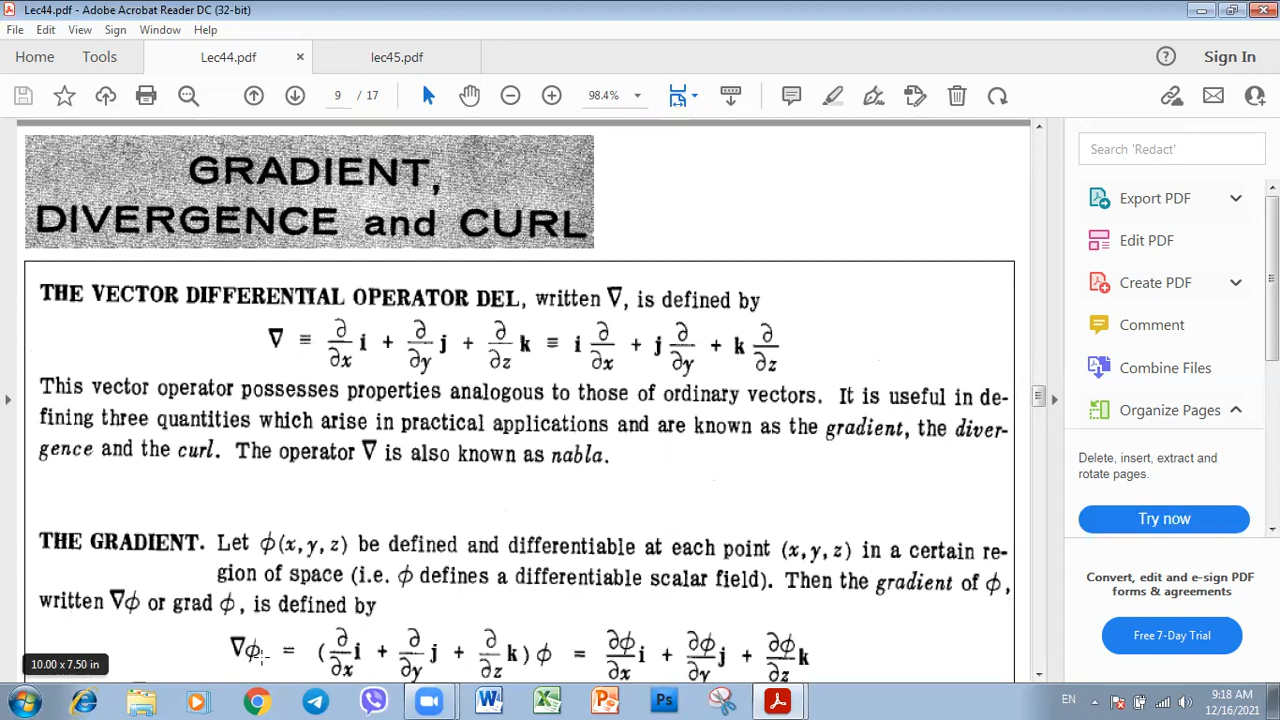 Lec44.pdf - Adobe Acrobat Reader DC (32-bit)
File Edit View Sign Window Help
Home Tools Lec44.pdf × lec45.pdf Sign In
9 / 17 98.4%
GRADIENT,
DIVERGENCE and CURL
THE VECTOR DIFFERENTIAL OPERATOR DEL, written ∇, is defined by
∇ ≡ ∂/∂x i + ∂/∂y j + ∂/∂z k ≡ i ∂/∂x + j ∂/∂y + k ∂/∂z
This vector operator possesses properties analogous to those of ordinary vectors. It is useful in de-
fining three quantities which arise in practical applications and are known as the gradient, the diver-
gence and the curl. The operator ∇ is also known as nabla.
THE GRADIENT. Let ϕ(x,y,z) be defined and differentiable at each point (x,y,z) in a certain re-
gion of space (i.e. ϕ defines a differentiable scalar field). Then the gradient of ϕ,
written ∇ϕ or grad ϕ, is defined by
∇ϕ = (∂/∂x i + ∂/∂y j + ∂/∂z k) ϕ = ∂ϕ/∂x i + ∂ϕ/∂y j + ∂ϕ/∂z k
10.00 x 7.50 in
Search 'Redact'
Export PDF
Edit PDF
Create PDF
Comment
Combine Files
Organize Pages
Delete, insert, extract and
rotate pages.
Try now
Convert, edit and e-sign PDF
forms & agreements
Free 7-Day Trial
EN
9:18 AM
12/16/2021